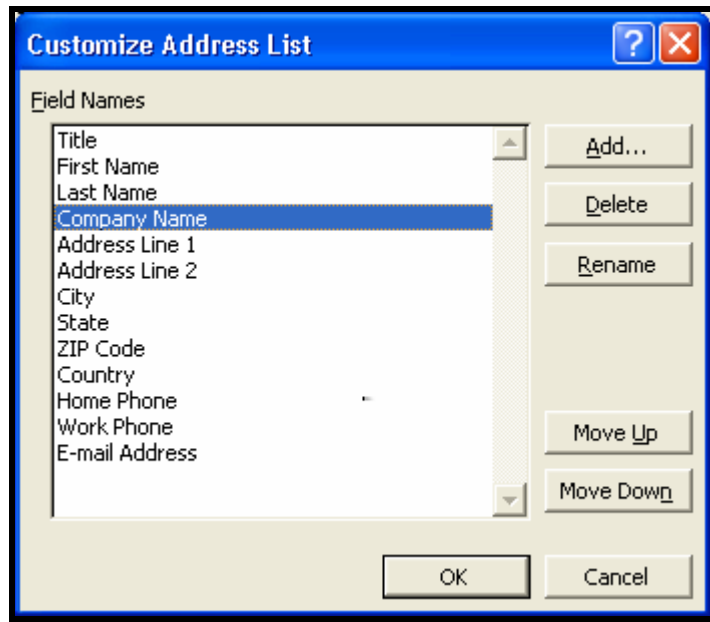 Customize Address List
Field Names
Title
First Name
Last Name
Company Name
Address Line 1
Address Line 2
City
State
ZIP Code
Country
Home Phone
Work Phone
E-mail Address
Add...
Delete
Rename
Move Up
Move Down
OK
Cancel